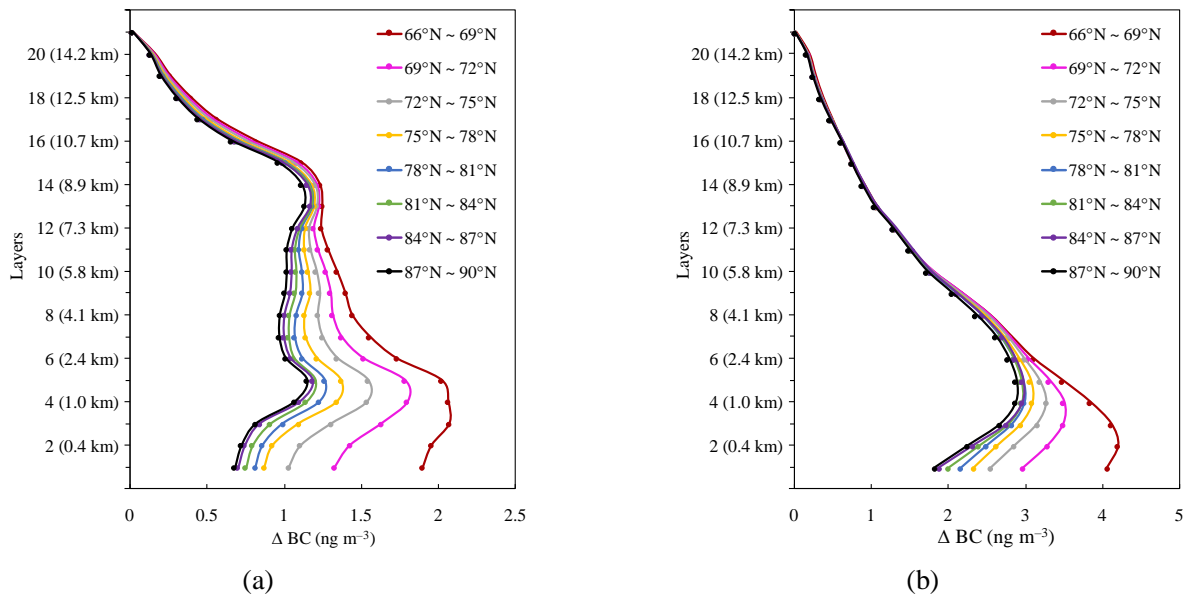 20 (14.2 km)
18 (12.5 km)
16 (10.7 km)
14 (8.9 km)
12 (7.3 km)
10 (5.8 km)
8 (4.1 km)
6 (2.4 km)
4 (1.0 km)
2 (0.4 km)
Layers
66°N ~ 69°N
69°N ~ 72°N
72°N ~ 75°N
75°N ~ 78°N
78°N ~ 81°N
81°N ~ 84°N
84°N ~ 87°N
87°N ~ 90°N
0 0.5 1 1.5 2 2.5
Δ BC (ng m⁻³)
(a)
20 (14.2 km)
18 (12.5 km)
16 (10.7 km)
14 (8.9 km)
12 (7.3 km)
10 (5.8 km)
8 (4.1 km)
6 (2.4 km)
4 (1.0 km)
2 (0.4 km)
Layers
66°N ~ 69°N
69°N ~ 72°N
72°N ~ 75°N
75°N ~ 78°N
78°N ~ 81°N
81°N ~ 84°N
84°N ~ 87°N
87°N ~ 90°N
0 1 2 3 4 5
Δ BC (ng m⁻³)
(b)